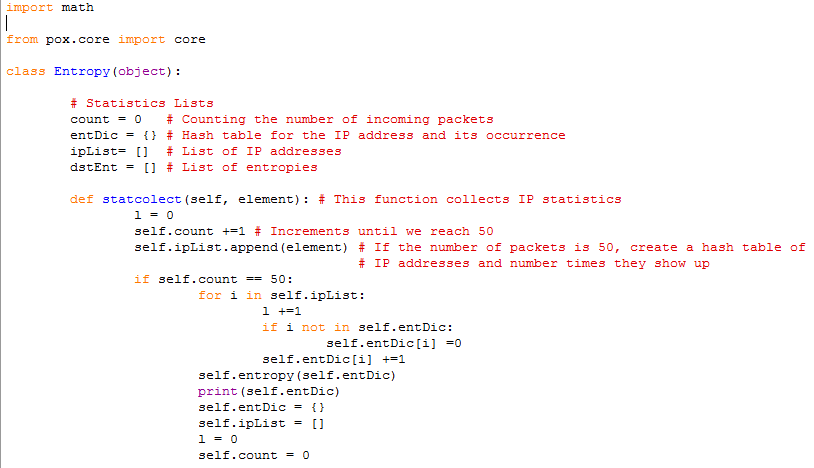 import math
from pox.core import core
class Entropy(object):
# Statistics Lists
count = 0 # Counting the number of incoming packets
entDic = {} # Hash table for the IP address and its occurrence
ipList= [] # List of IP addresses
dstEnt = [] # List of entropies
def statcolect(self, element): # This function collects IP statistics
l = 0
self.count +=1 # Increments until we reach 50
self.ipList.append(element) # If the number of packets is 50, create a hash table of
# IP addresses and number times they show up
if self.count == 50:
for i in self.ipList:
l +=1
if i not in self.entDic:
self.entDic[i] =0
self.entDic[i] +=1
self.entropy(self.entDic)
print(self.entDic)
self.entDic = {}
self.ipList = []
l = 0
self.count = 0